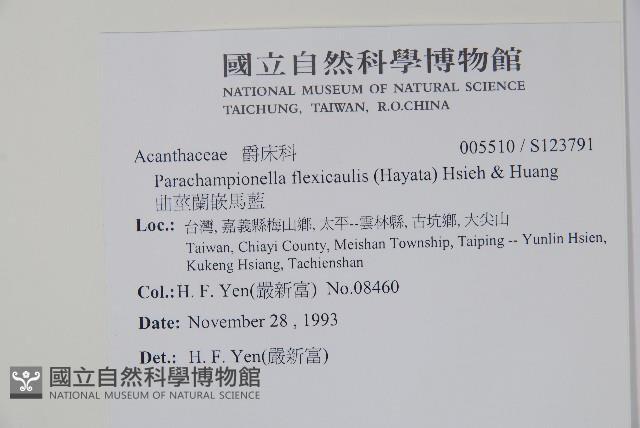 國立自然科學博物館
NATIONAL MUSEUM OF NATURAL SCIENCE
TAICHUNG, TAIWAN, R.O.CHINA
Acanthaceae 爵床科 005510 / S123791
Parachampionella flexicaulis (Hayata) Hsieh & Huang
曲莖蘭嵌馬藍
Loc.: 台灣, 嘉義縣梅山鄉, 太平--雲林縣, 古坑鄉, 大尖山
Taiwan, Chiayi County, Meishan Township, Taiping -- Yunlin Hsien,
Kukeng Hsiang, Tachienshan
Col.: H. F. Yen(嚴新富) No.08460
Date: November 28 , 1993
Det.: H. F. Yen(嚴新富)
國立自然科學博物館
NATIONAL MUSEUM OF NATURAL SCIENCE